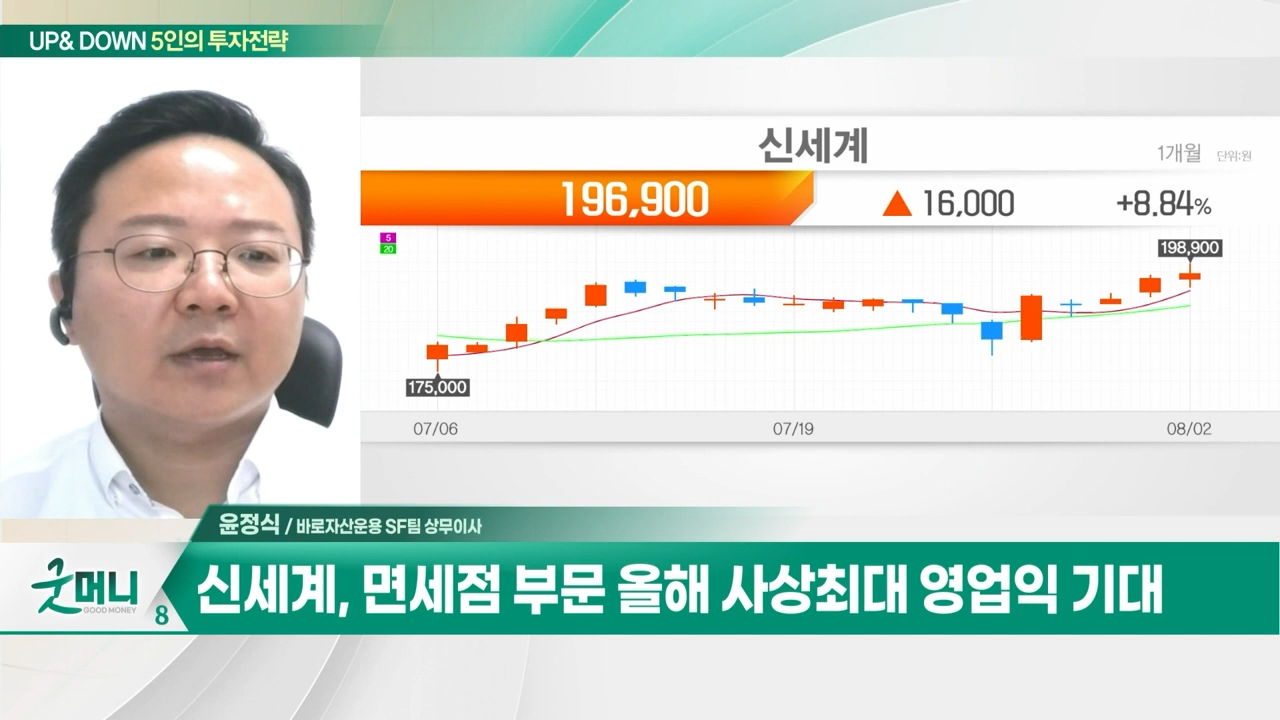 UP& DOWN 5인의 투자전략
신세계
1개월 단위:원
196,900 ▲ 16,000 +8.84%
5
20
198,900
175,000
07/06 07/19 08/02
윤정식 / 바로자산운용 SF팀 상무이사
굿머니
GOOD MONEY
8
신세계, 면세점 부문 올해 사상최대 영업익 기대